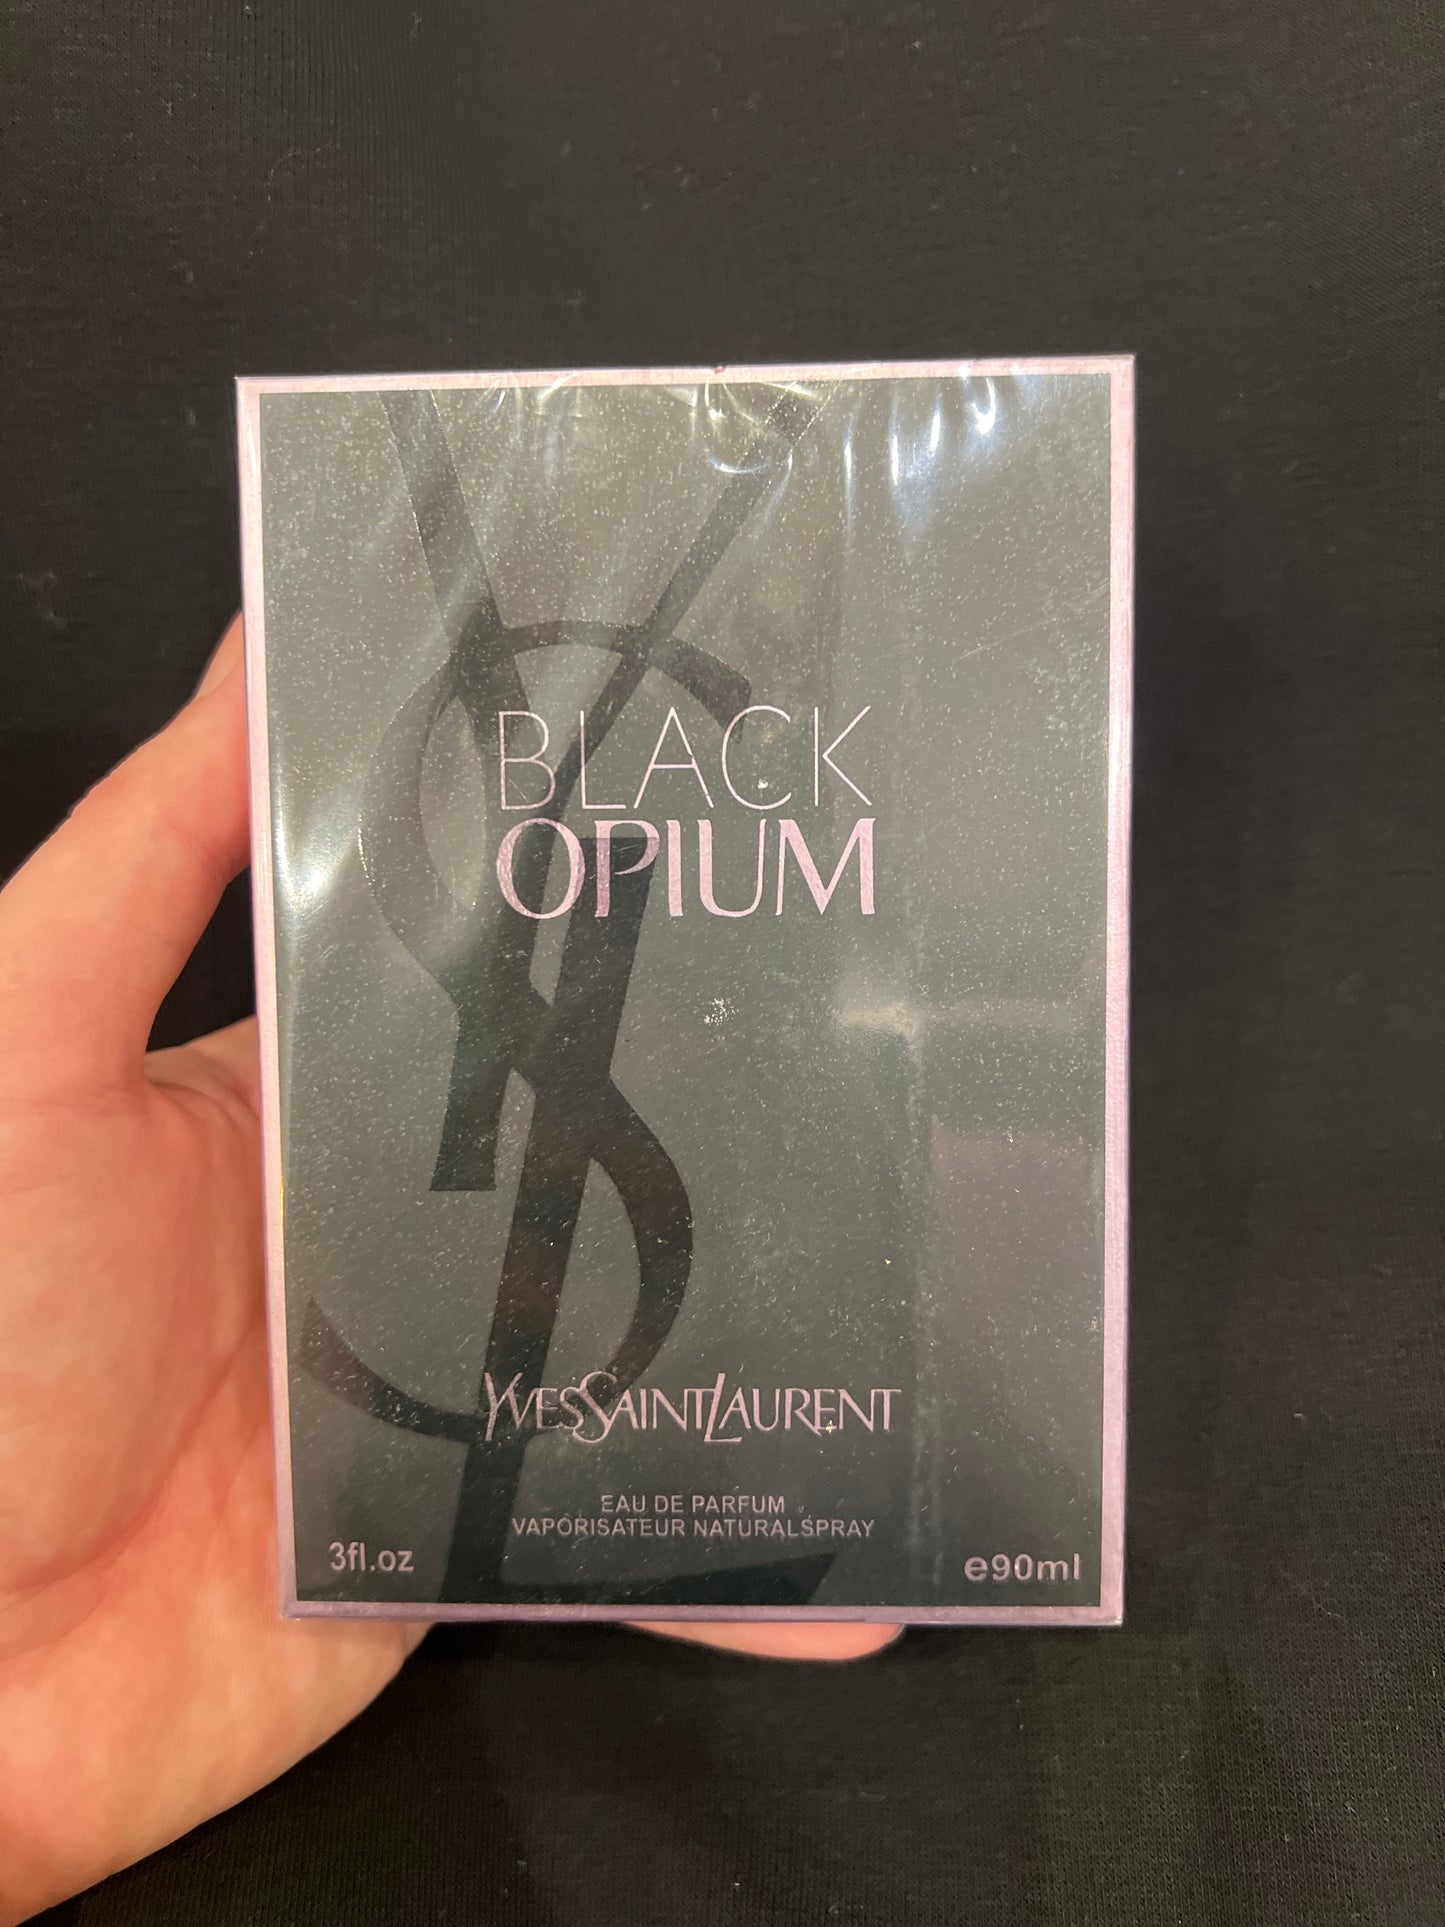 BLACK
OPIUM
YVESSAINTLAURENT
EAU DE PARFUM
VAPORISATEUR NATURALSPRAY
3fl.oz
e90ml